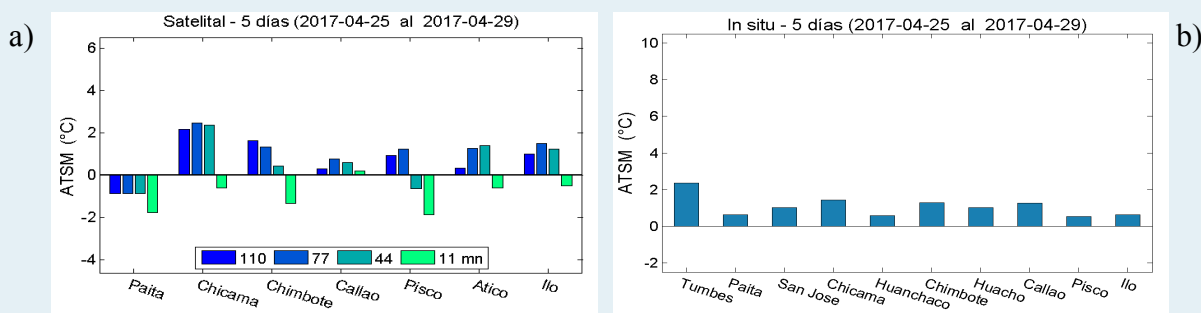 a)
Satelital - 5 días (2017-04-25 al 2017-04-29)
ATSM (°C)
6
4
2
0
-2
-4
110 77 44 11 mn
Paita Chicama Chimbote Callao Pisco Atico Ilo
In situ - 5 días (2017-04-25 al 2017-04-29)
b)
ATSM (°C)
10
8
6
4
2
0
-2
Tumbes Paita San Jose Chicama Huanchaco Chimbote Huacho Callao Pisco Ilo